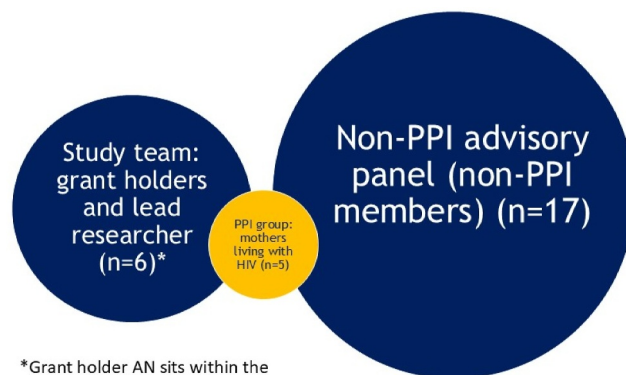 Study team:
grant holders
and lead
researcher
(n=6)*
PPI group:
mothers
living with
HIV (n=5)
Non-PPI advisory
panel (non-PPI
members) (n=17)
*Grant holder AN sits within the